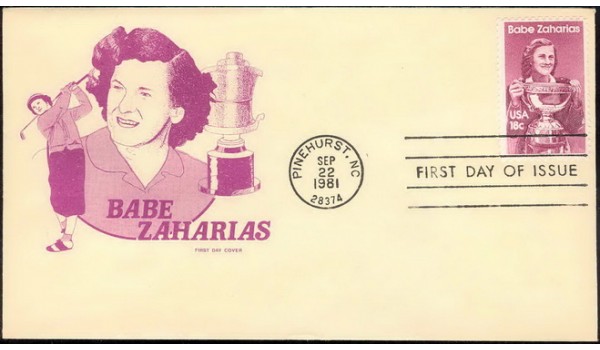 Babe Zaharias
USA
18c
PINEHURST, NC
SEP
22
1981
28374
FIRST DAY OF ISSUE
BABE
ZAHARIAS
FIRST DAY COVER